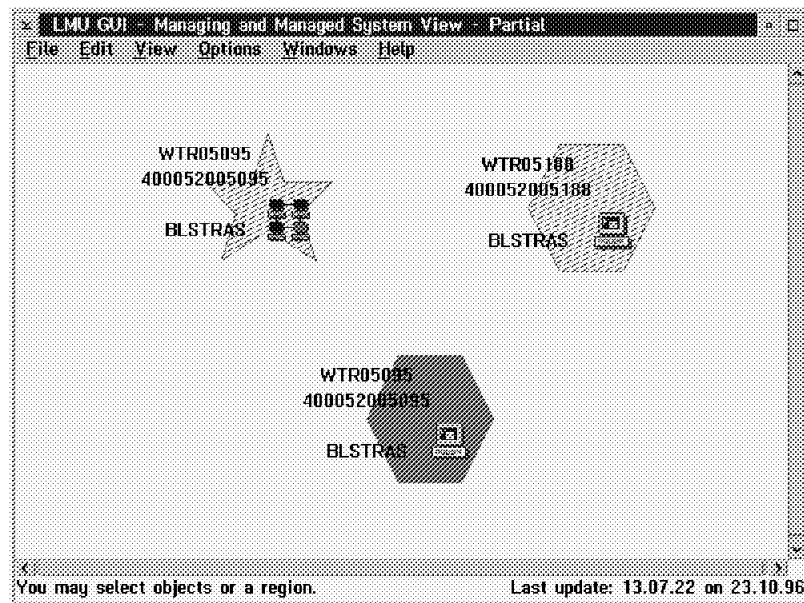 LMU GUI - Managing and Managed System View - Partial
File Edit View Options Windows Help
WTR05095
400052005095
BLSTRAS
WTR05188
400052005188
BLSTRAS
WTR05095
400052005095
BLSTRAS
You may select objects or a region. Last update: 13.07.22 on 23.10.96